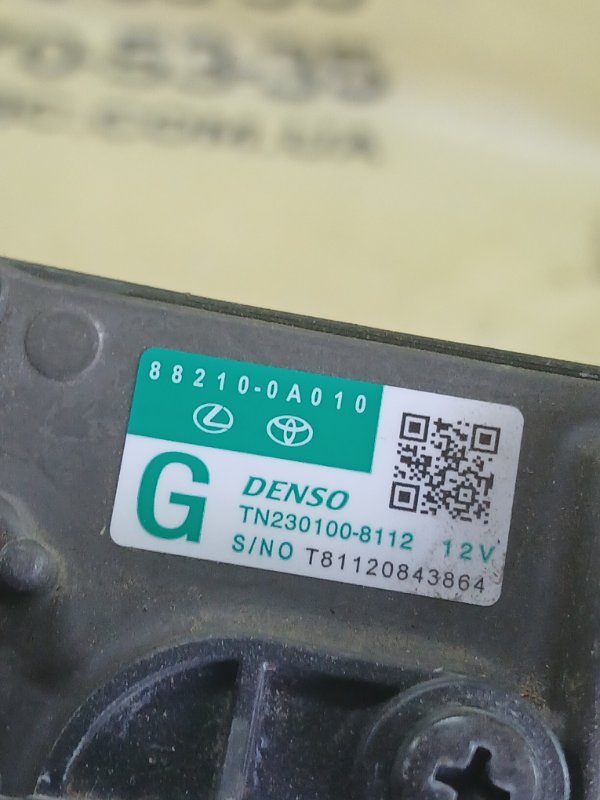 88210-0A010
G
DENSO
TN230100-8112 12V
S/NO T81120843864